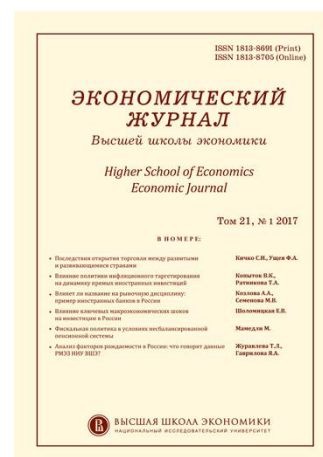 ISSN 1813-8691 (Print)
ISSN 1813-8705 (Online)
ЭКОНОМИЧЕСКИЙ
ЖУРНАЛ
Высшей школы экономики
Higher School of Economics
Economic Journal
Том 21, № 1 2017
В НОМЕРЕ:
• Последствия открытия торговли между развитыми и развивающимися странами Кичко С.И., Ущев Ф.А.
• Влияние политики инфляционного таргетирования на динамику прямых иностранных инвестиций Копыток В.К., Ратникова Т.А.
• Влияет ли название на рыночную дисциплину: пример иностранных банков в России Козлова А.А., Семенова М.В.
• Влияние ключевых макроэкономических шоков на инвестиции в России Шоломицкая Е.В.
• Фискальная политика в условиях несбалансированной пенсионной системы Мамедли М.
• Анализ факторов рождаемости в России: что говорят данные РМЭЗ НИУ ВШЭ? Журавлева Т.Л., Гаврилова Я.А.
ВЫСШАЯ ШКОЛА ЭКОНОМИКИ
НАЦИОНАЛЬНЫЙ ИССЛЕДОВАТЕЛЬСКИЙ УНИВЕРСИТЕТ